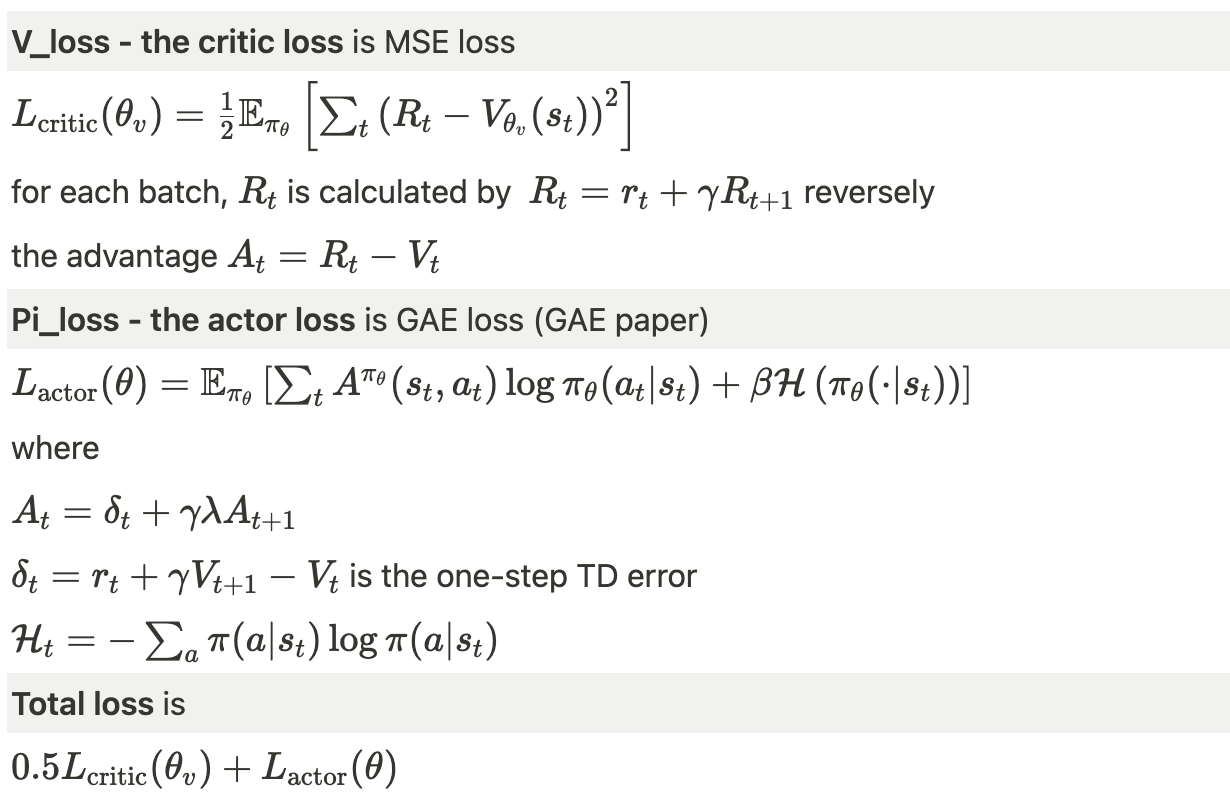 V_loss - the critic loss is MSE loss
$L_{\text{critic}}(\theta_v) = \frac{1}{2}\mathbb{E}_{\pi_\theta}\left[\sum_t (R_t - V_{\theta_v}(s_t))^2\right]$
for each batch, $R_t$ is calculated by $R_t = r_t + \gamma R_{t+1}$ reversely
the advantage $A_t = R_t - V_t$
Pi_loss - the actor loss is GAE loss (GAE paper)
$L_{\text{actor}}(\theta) = \mathbb{E}_{\pi_\theta}\left[\sum_t A^{\pi_\theta}(s_t, a_t) \log \pi_\theta(a_t|s_t) + \beta\mathcal{H}(\pi_\theta(\cdot|s_t))\right]$
where
$A_t = \delta_t + \gamma\lambda A_{t+1}$
$\delta_t = r_t + \gamma V_{t+1} - V_t$ is the one-step TD error
$\mathcal{H}_t = -\sum_a \pi(a|s_t) \log \pi(a|s_t)$
Total loss is
$0.5L_{\text{critic}}(\theta_v) + L_{\text{actor}}(\theta)$